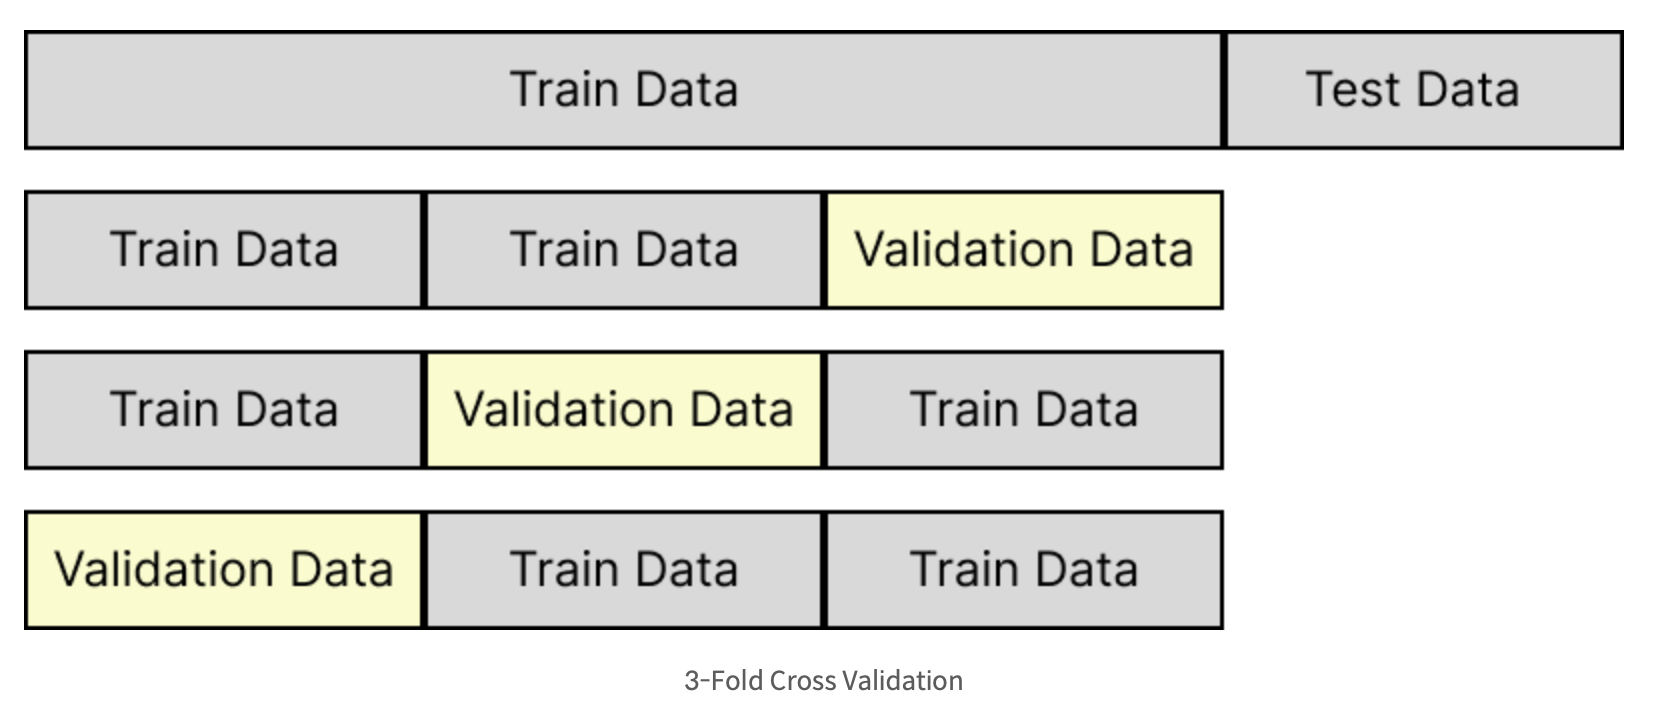 Train Data Test Data
Train Data Train Data Validation Data
Train Data Validation Data Train Data
Validation Data Train Data Train Data
3-Fold Cross Validation